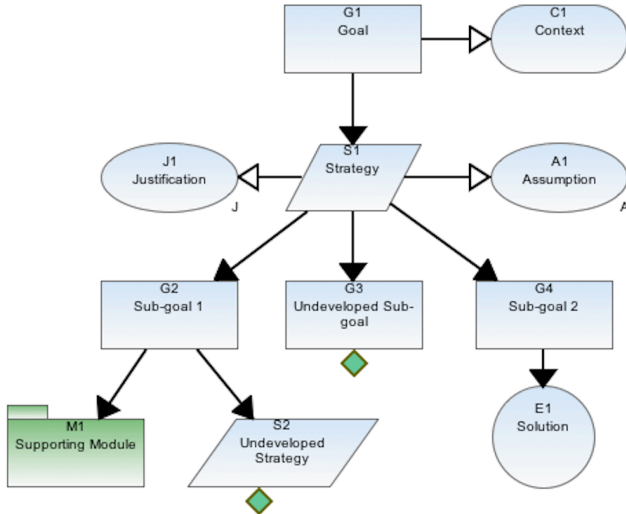 G1
Goal
C1
Context
S1
Strategy
J1
Justification
J
A1
Assumption
A
G2
Sub-goal 1
G3
Undeveloped Sub-
goal
G4
Sub-goal 2
M1
Supporting Module
S2
Undeveloped
Strategy
E1
Solution